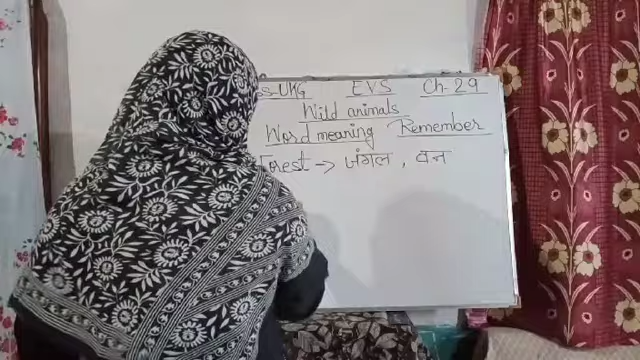 s-UKG EVS Ch-29
Wild animals
Word meaning Remember
Forest → जंगल , वन